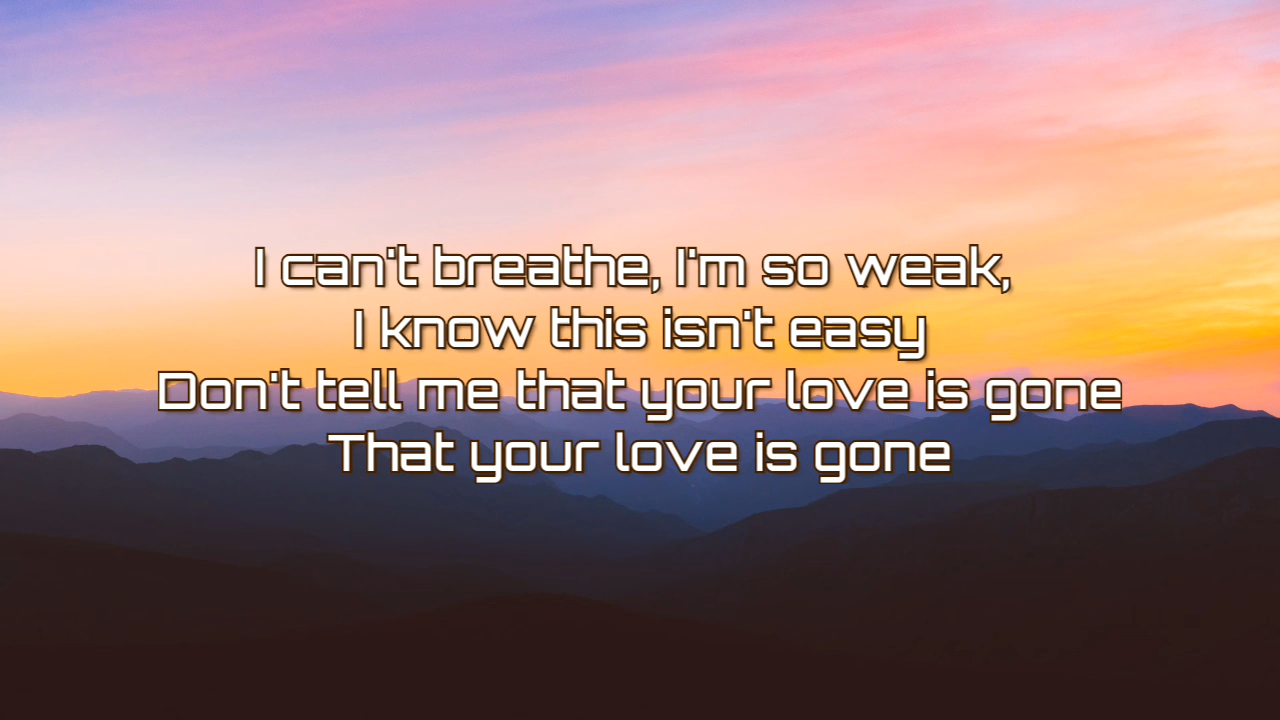 I can't breathe, I'm so weak,
I know this isn't easy
Don't tell me that your love is gone
That your love is gone